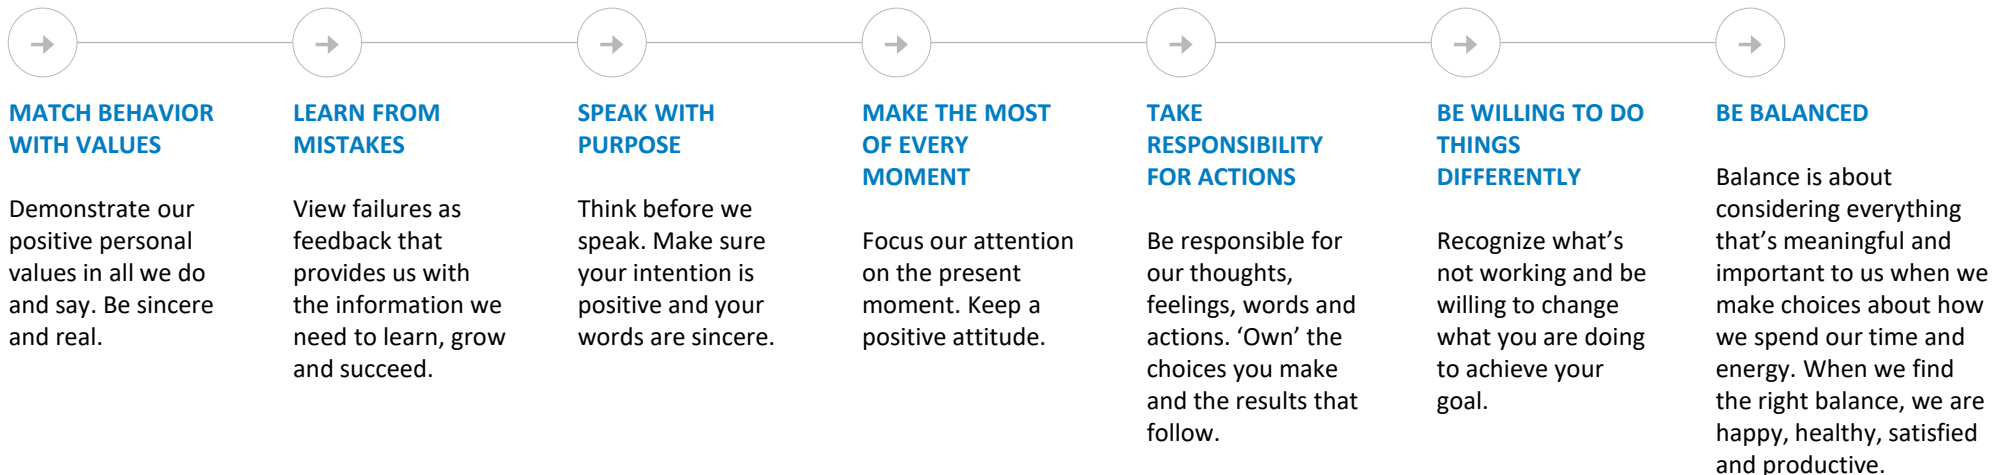 MATCH BEHAVIOR
WITH VALUES
Demonstrate our
positive personal
values in all we do
and say. Be sincere
and real.
LEARN FROM
MISTAKES
View failures as
feedback that
provides us with
the information we
need to learn, grow
and succeed.
SPEAK WITH
PURPOSE
Think before we
speak. Make sure
your intention is
positive and your
words are sincere.
MAKE THE MOST
OF EVERY
MOMENT
Focus our attention
on the present
moment. Keep a
positive attitude.
TAKE
RESPONSIBILITY
FOR ACTIONS
Be responsible for
our thoughts,
feelings, words and
actions. ‘Own’ the
choices you make
and the results that
follow.
BE WILLING TO DO
THINGS
DIFFERENTLY
Recognize what’s
not working and be
willing to change
what you are doing
to achieve your
goal.
BE BALANCED
Balance is about
considering everything
that’s meaningful and
important to us when we
make choices about how
we spend our time and
energy. When we find
the right balance, we are
happy, healthy, satisfied
and productive.